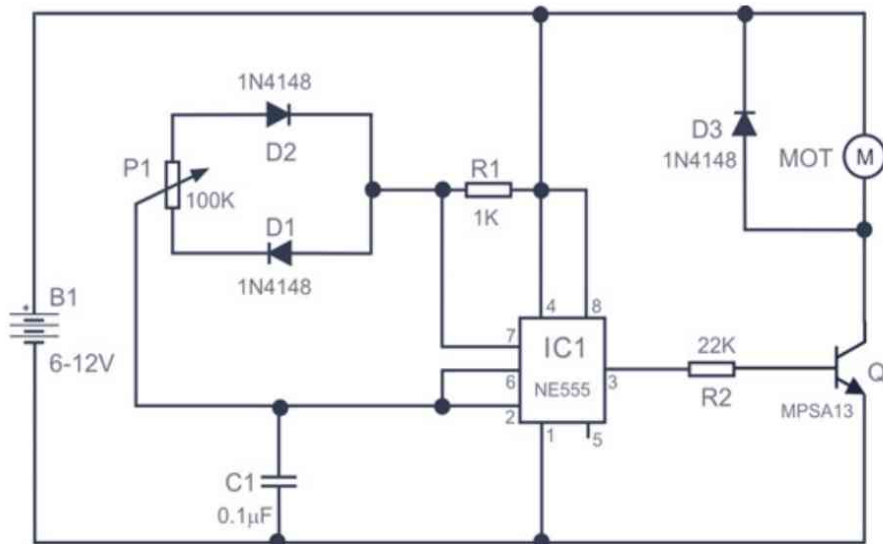 1N4148
D2
P1
100K
D1
1N4148
R1
1K
D3
1N4148
MOT
M
+
B1
6-12V
4
8
7
IC1
6
NE555
3
2
1
5
22K
R2
Q
MPSA13
C1
0.1μF